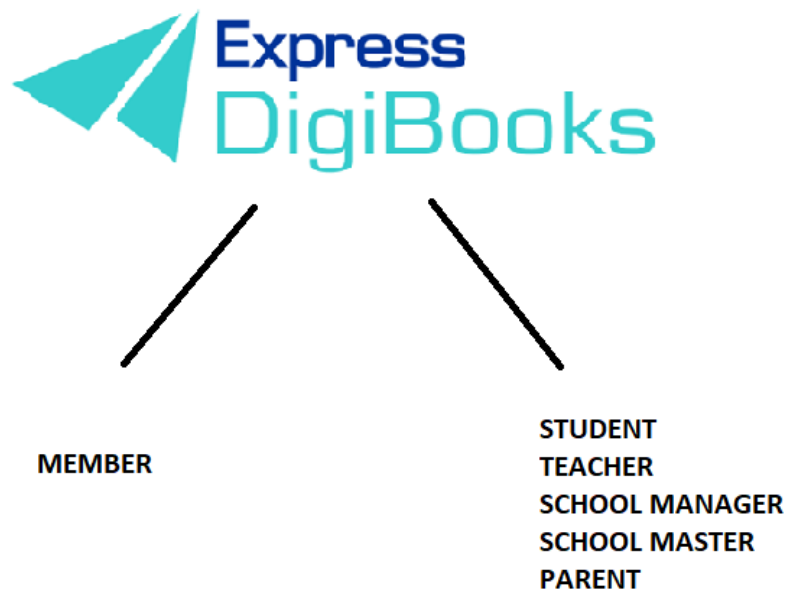 Express
DigiBooks
MEMBER
STUDENT
TEACHER
SCHOOL MANAGER
SCHOOL MASTER
PARENT